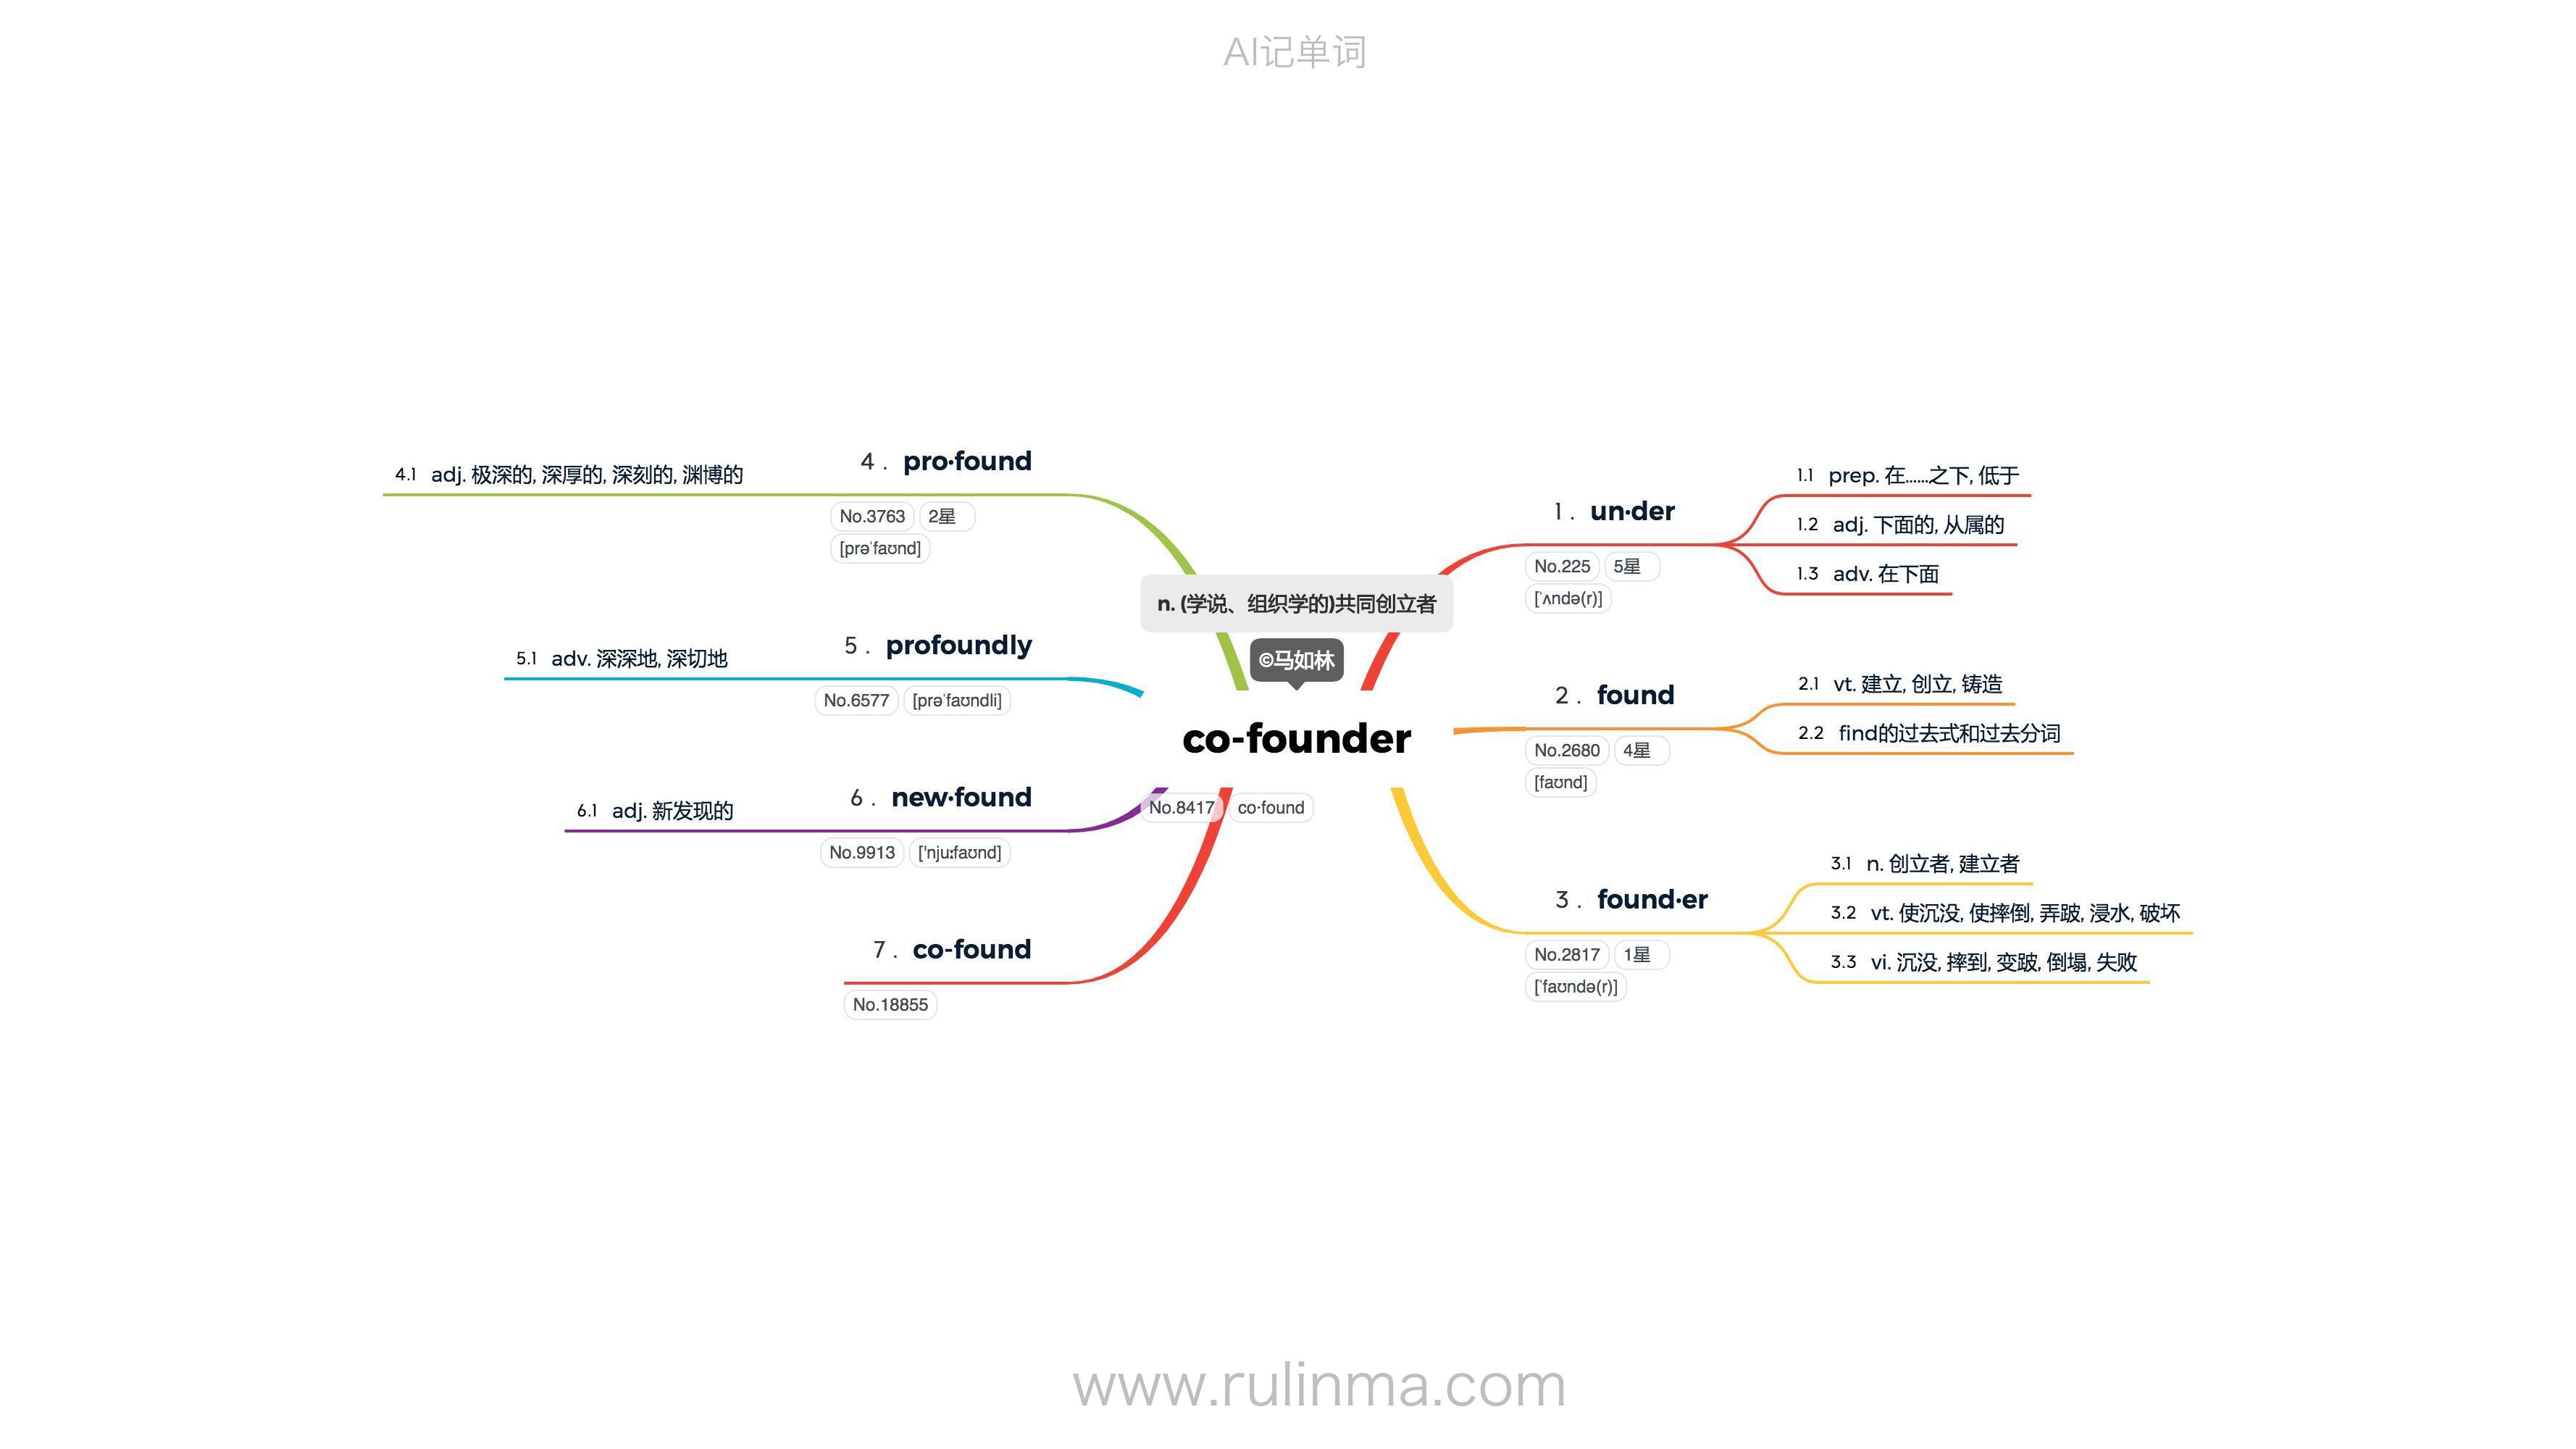 AI记单词
n. (学说、组织学的)共同创立者
©马如林
co-founder
No.8417 co·found
1. un·der
No.225 5星
[ˈʌndə(r)]
1.1 prep. 在......之下, 低于
1.2 adj. 下面的, 从属的
1.3 adv. 在下面
2. found
No.2680 4星
[faʊnd]
2.1 vt. 建立, 创立, 铸造
2.2 find的过去式和过去分词
3. found·er
No.2817 1星
[ˈfaʊndə(r)]
3.1 n. 创立者, 建立者
3.2 vt. 使沉没, 使摔倒, 弄跛, 浸水, 破坏
3.3 vi. 沉没, 摔到, 变跛, 倒塌, 失败
4. pro·found
No.3763 2星
[prəˈfaʊnd]
4.1 adj. 极深的, 深厚的, 深刻的, 渊博的
5. profoundly
No.6577 [prəˈfaʊndli]
5.1 adv. 深深地, 深切地
6. new·found
No.9913 ['nju:faʊnd]
6.1 adj. 新发现的
7. co-found
No.18855
www.rulinma.com